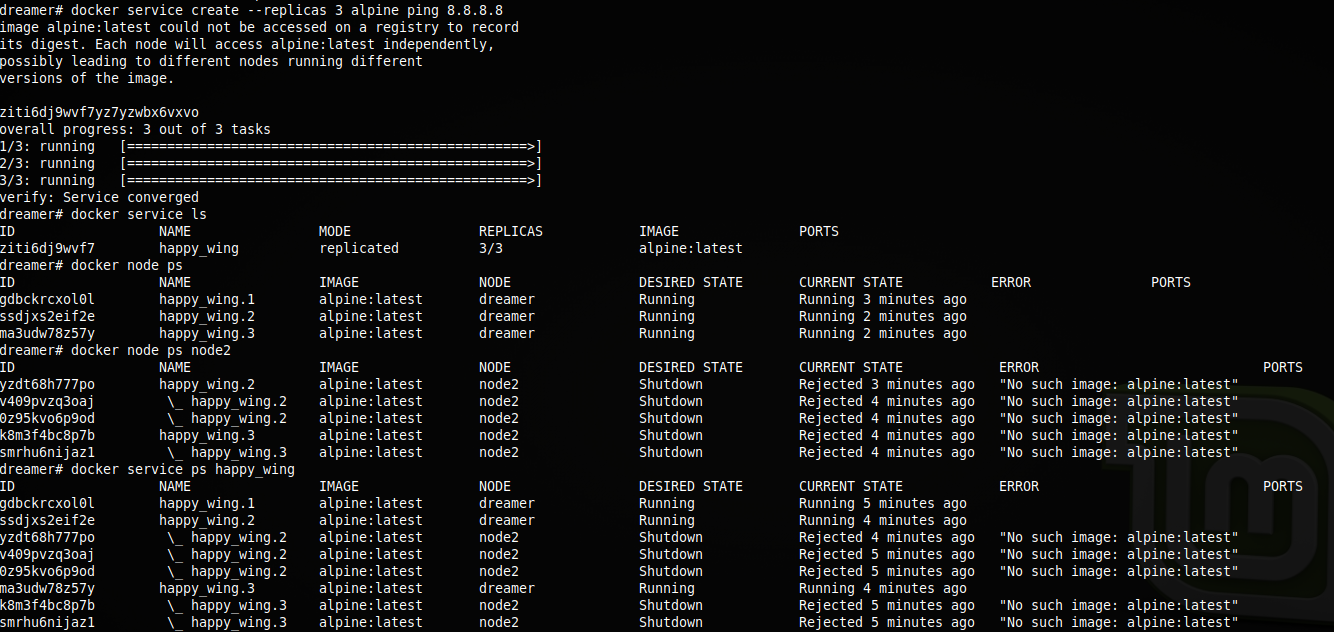 dreamer# docker service create --replicas 3 alpine ping 8.8.8.8
image alpine:latest could not be accessed on a registry to record
its digest. Each node will access alpine:latest independently,
possibly leading to different nodes running different
versions of the image.

ziti6dj9wvf7yz7yzwbx6vxvo
overall progress: 3 out of 3 tasks
1/3: running   [==================================================>]
2/3: running   [==================================================>]
3/3: running   [==================================================>]
verify: Service converged
dreamer# docker service ls
ID                  NAME                MODE                REPLICAS            IMAGE               PORTS
ziti6dj9wvf7        happy_wing          replicated          3/3                 alpine:latest
dreamer# docker node ps
ID                  NAME                IMAGE               NODE                DESIRED STATE       CURRENT STATE           ERROR               PORTS
gdbckrcxol0l        happy_wing.1        alpine:latest       dreamer             Running             Running 3 minutes ago
ssdjxs2eif2e        happy_wing.2        alpine:latest       dreamer             Running             Running 2 minutes ago
ma3udw78z57y        happy_wing.3        alpine:latest       dreamer             Running             Running 2 minutes ago
dreamer# docker node ps node2
ID                  NAME                IMAGE               NODE                DESIRED STATE       CURRENT STATE            ERROR                            PORTS
yzdt68h777po        happy_wing.2        alpine:latest       node2               Shutdown            Rejected 3 minutes ago   "No such image: alpine:latest"
v409pvzq3oaj         \_ happy_wing.2    alpine:latest       node2               Shutdown            Rejected 4 minutes ago   "No such image: alpine:latest"
0z95kvo6p9od         \_ happy_wing.2    alpine:latest       node2               Shutdown            Rejected 4 minutes ago   "No such image: alpine:latest"
k8m3f4bc8p7b        happy_wing.3        alpine:latest       node2               Shutdown            Rejected 4 minutes ago   "No such image: alpine:latest"
smrhu6nijaz1         \_ happy_wing.3    alpine:latest       node2               Shutdown            Rejected 4 minutes ago   "No such image: alpine:latest"
dreamer# docker service ps happy_wing
ID                  NAME                IMAGE               NODE                DESIRED STATE       CURRENT STATE            ERROR                            PORTS
gdbckrcxol0l        happy_wing.1        alpine:latest       dreamer             Running             Running 5 minutes ago
ssdjxs2eif2e        happy_wing.2        alpine:latest       dreamer             Running             Running 4 minutes ago
yzdt68h777po         \_ happy_wing.2    alpine:latest       node2               Shutdown            Rejected 4 minutes ago   "No such image: alpine:latest"
v409pvzq3oaj         \_ happy_wing.2    alpine:latest       node2               Shutdown            Rejected 5 minutes ago   "No such image: alpine:latest"
0z95kvo6p9od         \_ happy_wing.2    alpine:latest       node2               Shutdown            Rejected 5 minutes ago   "No such image: alpine:latest"
ma3udw78z57y        happy_wing.3        alpine:latest       dreamer             Running             Running 4 minutes ago
k8m3f4bc8p7b         \_ happy_wing.3    alpine:latest       node2               Shutdown            Rejected 5 minutes ago   "No such image: alpine:latest"
smrhu6nijaz1         \_ happy_wing.3    alpine:latest       node2               Shutdown            Rejected 5 minutes ago   "No such image: alpine:latest"